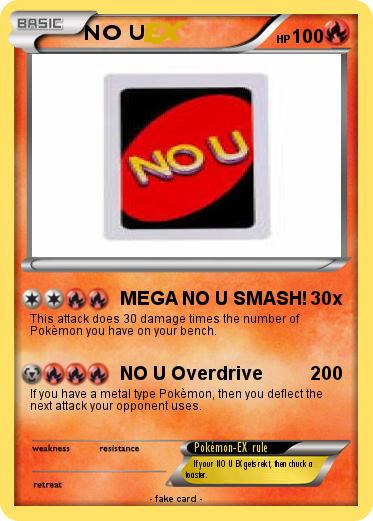 BASIC
NO UEX
HP 100
NO U
MEGA NO U SMASH! 30x
This attack does 30 damage times the number of
Pokèmon you have on your bench.
NO U Overdrive 200
If you have a metal type Pokèmon, then you deflect the
next attack your opponent uses.
weakness resistance
Pokémon-EX rule
If your NO U EX gets rekt, then chuck a
toaster.
retreat
- fake card -